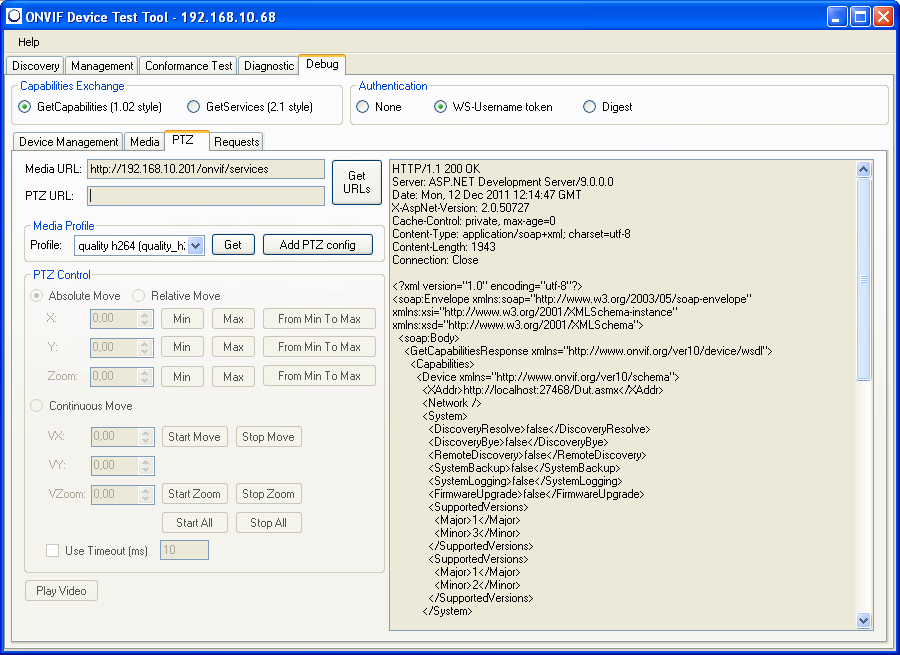 ONVIF Device Test Tool - 192.168.10.68
Help
Discovery Management Conformance Test Diagnostic Debug
Capabilities Exchange
GetCapabilities (1.02 style) GetServices (2.1 style)
Authentication
None WS-Username token Digest
Device Management Media PTZ Requests
Media URL: http://192.168.10.201/onvif/services
PTZ URL:
Get
URLs
Media Profile
Profile: quality h264 (quality_h. Get Add PTZ config
PTZ Control
Absolute Move Relative Move
X: 0,00 Min Max From Min To Max
Y: 0,00 Min Max From Min To Max
Zoom: 0,00 Min Max From Min To Max
Continuous Move
VX: 0,00 Start Move Stop Move
VY: 0,00
VZoom: 0,00 Start Zoom Stop Zoom
Start All Stop All
Use Timeout (ms) 10
Play Video
HTTP/1.1 200 OK
Server: ASP.NET Development Server/9.0.0.0
Date: Mon, 12 Dec 2011 12:14:47 GMT
X-AspNet-Version: 2.0.50727
Cache-Control: private, max-age=0
Content-Type: application/soap+xml; charset=utf-8
Content-Length: 1943
Connection: Close
<?xml version="1.0" encoding="utf-8"?>
<soap:Envelope xmlns:soap="http://www.w3.org/2003/05/soap-envelope"
xmlns:xsi="http://www.w3.org/2001/XMLSchema-instance"
xmlns:xsd="http://www.w3.org/2001/XMLSchema">
<soap:Body>
<GetCapabilitiesResponse xmlns="http://www.onvif.org/ver10/device/wsdl">
<Capabilities>
<Device xmlns="http://www.onvif.org/ver10/schema">
<XAddr>http://localhost:27468/Dut.asmx</XAddr>
<Network />
<System>
<DiscoveryResolve>false</DiscoveryResolve>
<DiscoveryBye>false</DiscoveryBye>
<RemoteDiscovery>false</RemoteDiscovery>
<SystemBackup>false</SystemBackup>
<SystemLogging>false</SystemLogging>
<FirmwareUpgrade>false</FirmwareUpgrade>
<SupportedVersions>
<Major>1</Major>
<Minor>3</Minor>
</SupportedVersions>
<SupportedVersions>
<Major>1</Major>
<Minor>2</Minor>
</SupportedVersions>
</System>